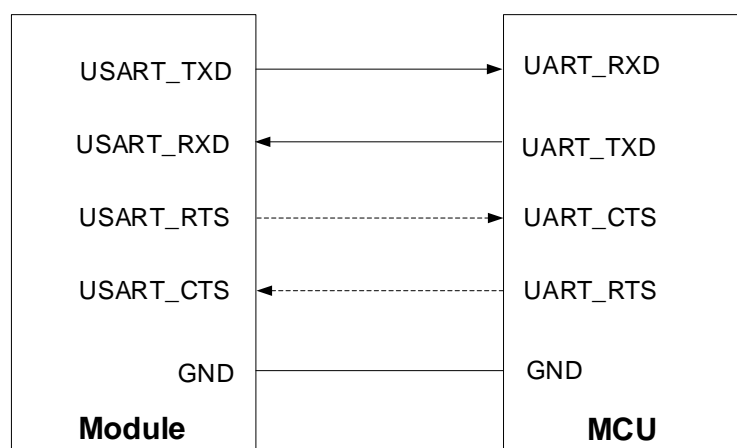 USART_TXD UART_RXD
USART_RXD UART_TXD
USART_RTS UART_CTS
USART_CTS UART_RTS
GND GND
Module MCU